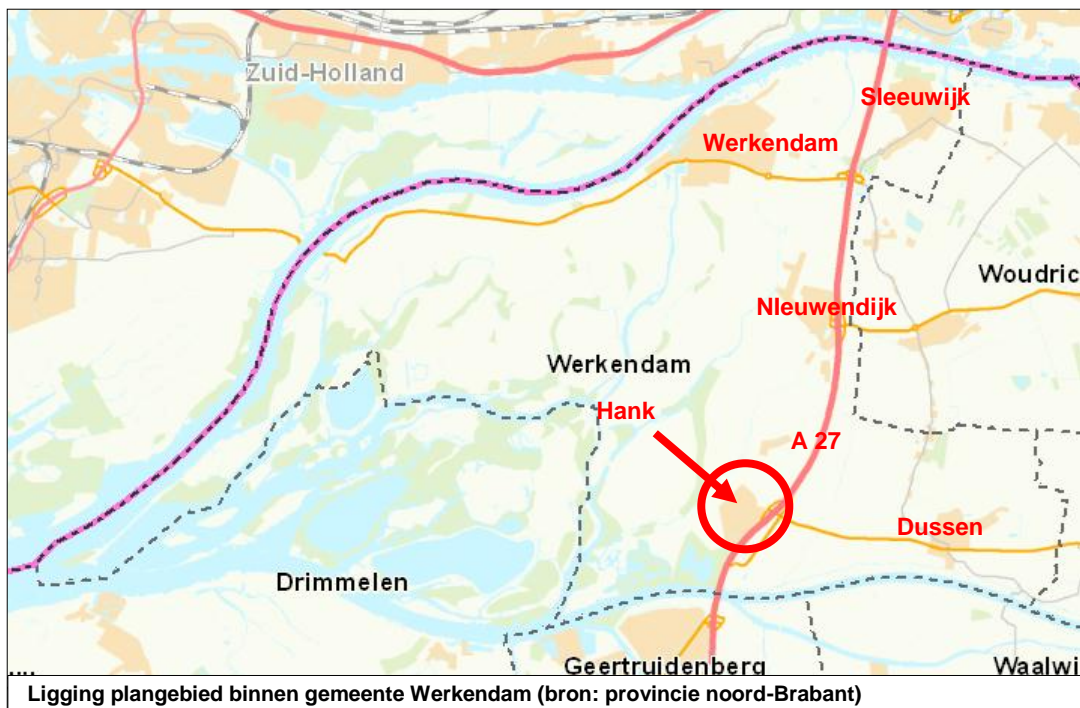 Zuid-Holland
Sleeuwijk
Werkendam
Woudric
NIeuwendijk
Werkendam
Hank
A 27
Dussen
Drimmelen
Geertruidenberg
Waalwi
Ligging plangebied binnen gemeente Werkendam (bron: provincie noord-Brabant)